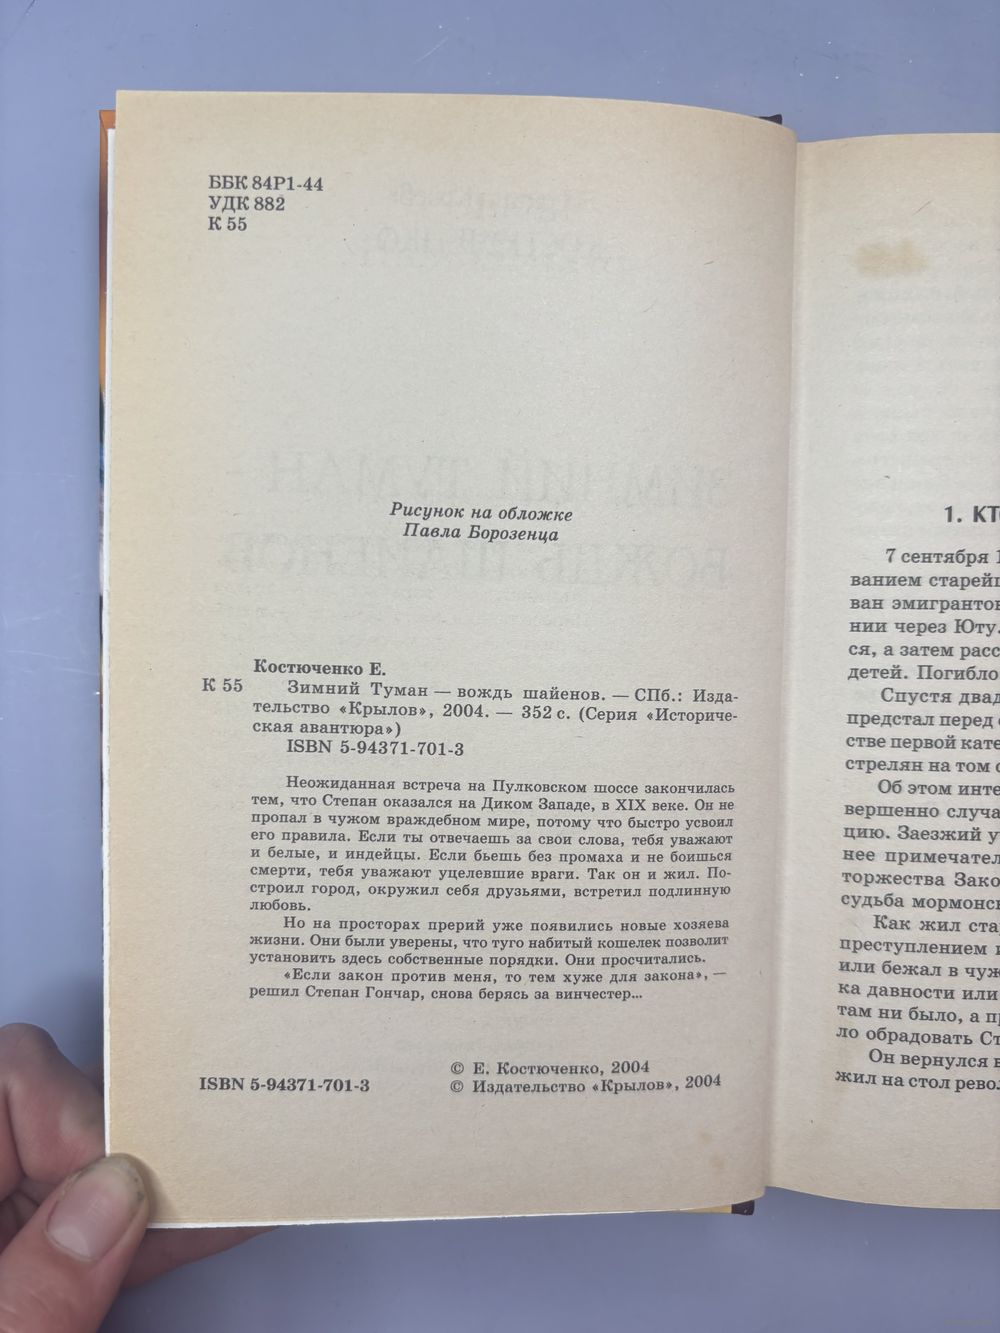 ББК 84Р1-44
УДК 882
К 55
Рисунок на обложке
Павла Борозенца
Костюченко Е.
К 55 Зимний Туман — вождь шайенов. — СПб.: Изда-
тельство «Крылов», 2004. — 352 с. (Серия «Историче-
ская авантюра»)
ISBN 5-94371-701-3
Неожиданная встреча на Пулковском шоссе закончилась
тем, что Степан оказался на Диком Западе, в XIX веке. Он не
пропал в чужом враждебном мире, потому что быстро усвоил
его правила. Если ты отвечаешь за свои слова, тебя уважают
и белые, и индейцы. Если бьешь без промаха и не боишься
смерти, тебя уважают уцелевшие враги. Так он и жил. По-
строил город, окружил себя друзьями, встретил подлинную
любовь.
Но на просторах прерий уже появились новые хозяева
жизни. Они были уверены, что туго набитый кошелек позволит
установить здесь собственные порядки. Они просчитались.
«Если закон против меня, то тем хуже для закона», —
решил Степан Гончар, снова берясь за винчестер...
ISBN 5-94371-701-3
© Е. Костюченко, 2004
© Издательство «Крылов», 2004
1. КТ
7 сентября 1
ванием старей
ван эмигрантов
нии через Юту.
ся, а затем расс
детей. Погибло
Спустя двад
предстал перед
стве первой кате
стрелян на том
Об этом инте
вершенно случа
цию. Заезжий
нее примечател
торжества Зако
судьба мормонс
Как жил ста
преступлением
или бежал в чуж
ка давности или
там ни было, а
ло обрадовать Ст
Он вернулся в
жил на стол рево